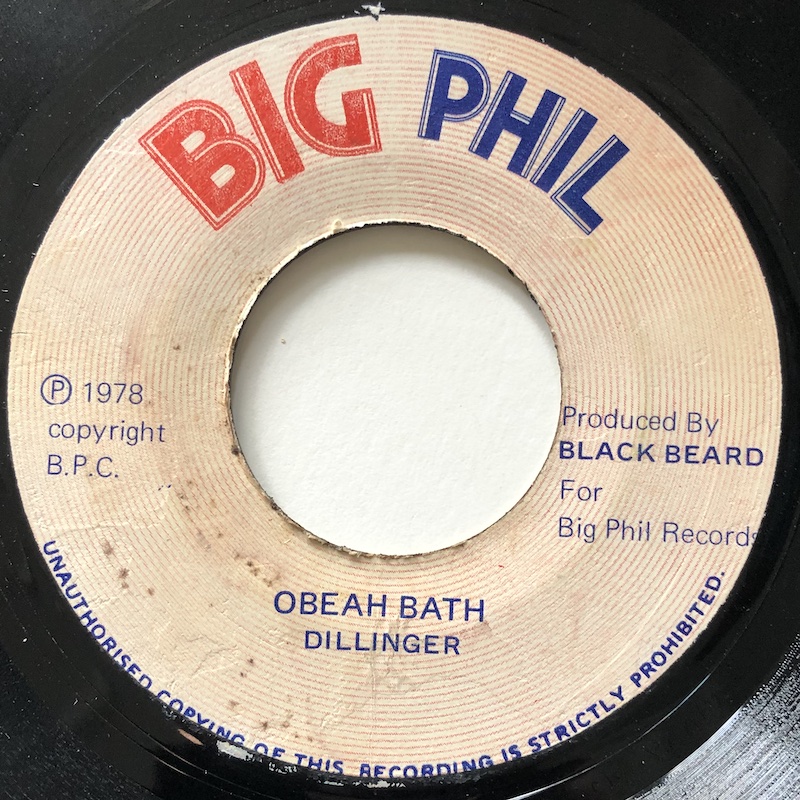 BIG PHIL
Ⓟ 1978
copyright
B.P.C.
Produced By
BLACK BEARD
For
Big Phil Records
OBEAH BATH
DILLINGER
UNAUTHORISED COPYING OF THIS RECORDING IS STRICTLY PROHIBITED.